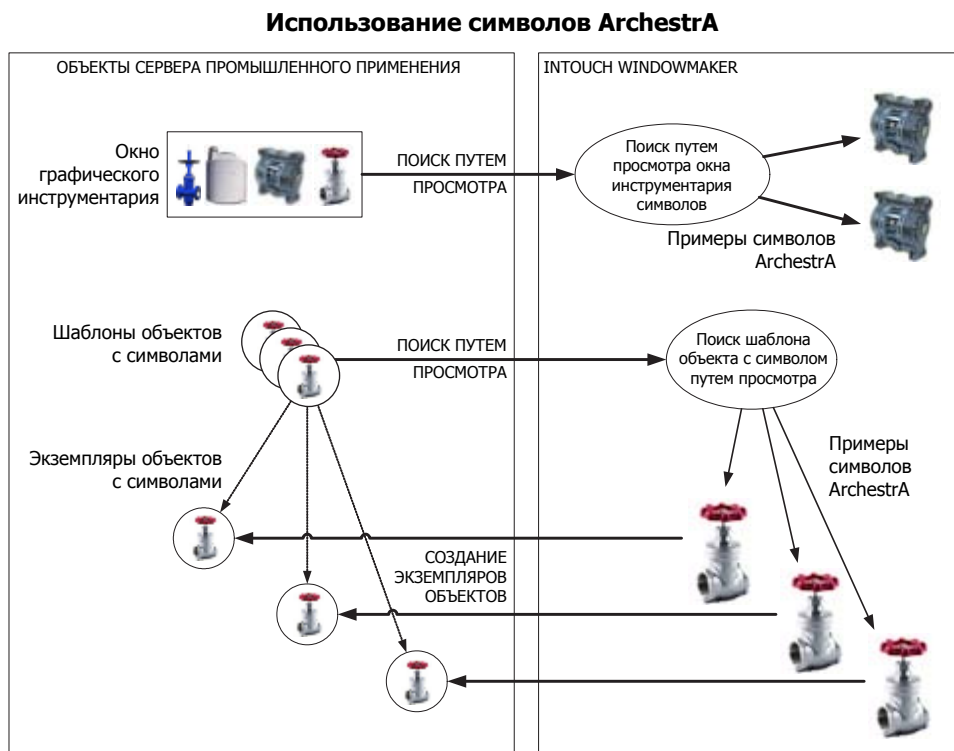 Использование символов ArchestrA
ОБЪЕКТЫ СЕРВЕРА ПРОМЫШЛЕННОГО ПРИМЕНЕНИЯ
INTOUCH WINDOWMAKER
Окно
графического
инструментария
ПОИСК ПУТЕМ
ПРОСМОТРА
Поиск путем
просмотра окна
инструментария
символов
Примеры символов
ArchestrA
Шаблоны объектов
с символами
ПОИСК ПУТЕМ
ПРОСМОТРА
Поиск шаблона
объекта с символом
путем просмотра
Экземпляры объектов
с символами
Примеры
символов
ArchestrA
СОЗДАНИЕ
ЭКЗЕМПЛЯРОВ
ОБЪЕКТОВ